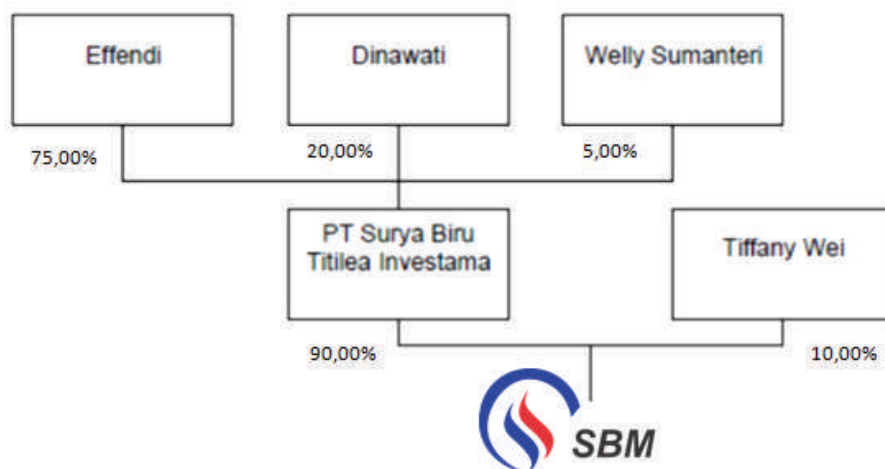 Effendi
Dinawati
Welly Sumanteri
75,00%
20,00%
5,00%
PT Surya Biru
Titilea Investama
Tiffany Wei
90,00%
10,00%
SBM